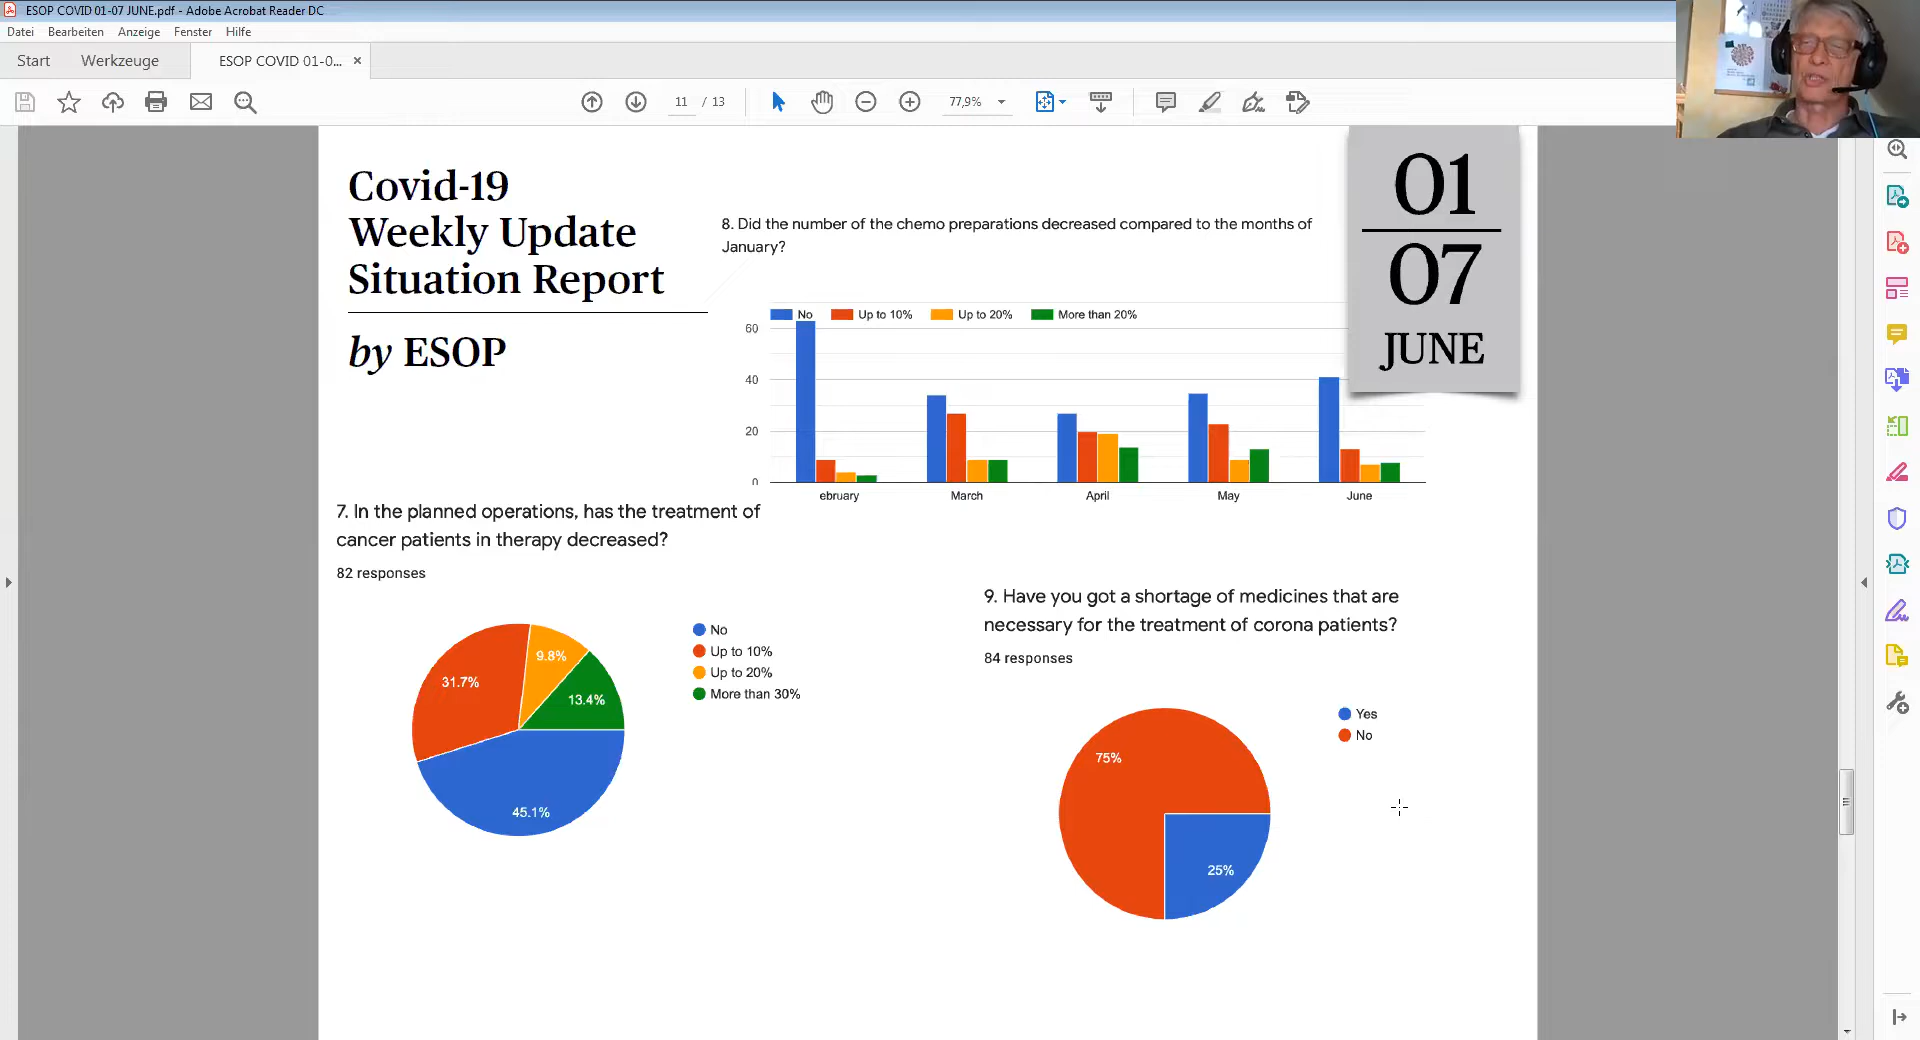 ESOP COVID 01-07 JUNE.pdf - Adobe Acrobat Reader DC
Datei Bearbeiten Anzeige Fenster Hilfe
Start Werkzeuge ESOP COVID 01-0... ×
11 / 13 77,9%
Covid-19
Weekly Update
Situation Report
by ESOP
01
07
JUNE
8. Did the number of the chemo preparations decreased compared to the months of
January?
No Up to 10% Up to 20% More than 20%
60
40
20
0
ebruary March April May June
7. In the planned operations, has the treatment of
cancer patients in therapy decreased?
82 responses
No
Up to 10%
Up to 20%
More than 30%
31.7%
9.8%
13.4%
45.1%
9. Have you got a shortage of medicines that are
necessary for the treatment of corona patients?
84 responses
Yes
No
75%
25%